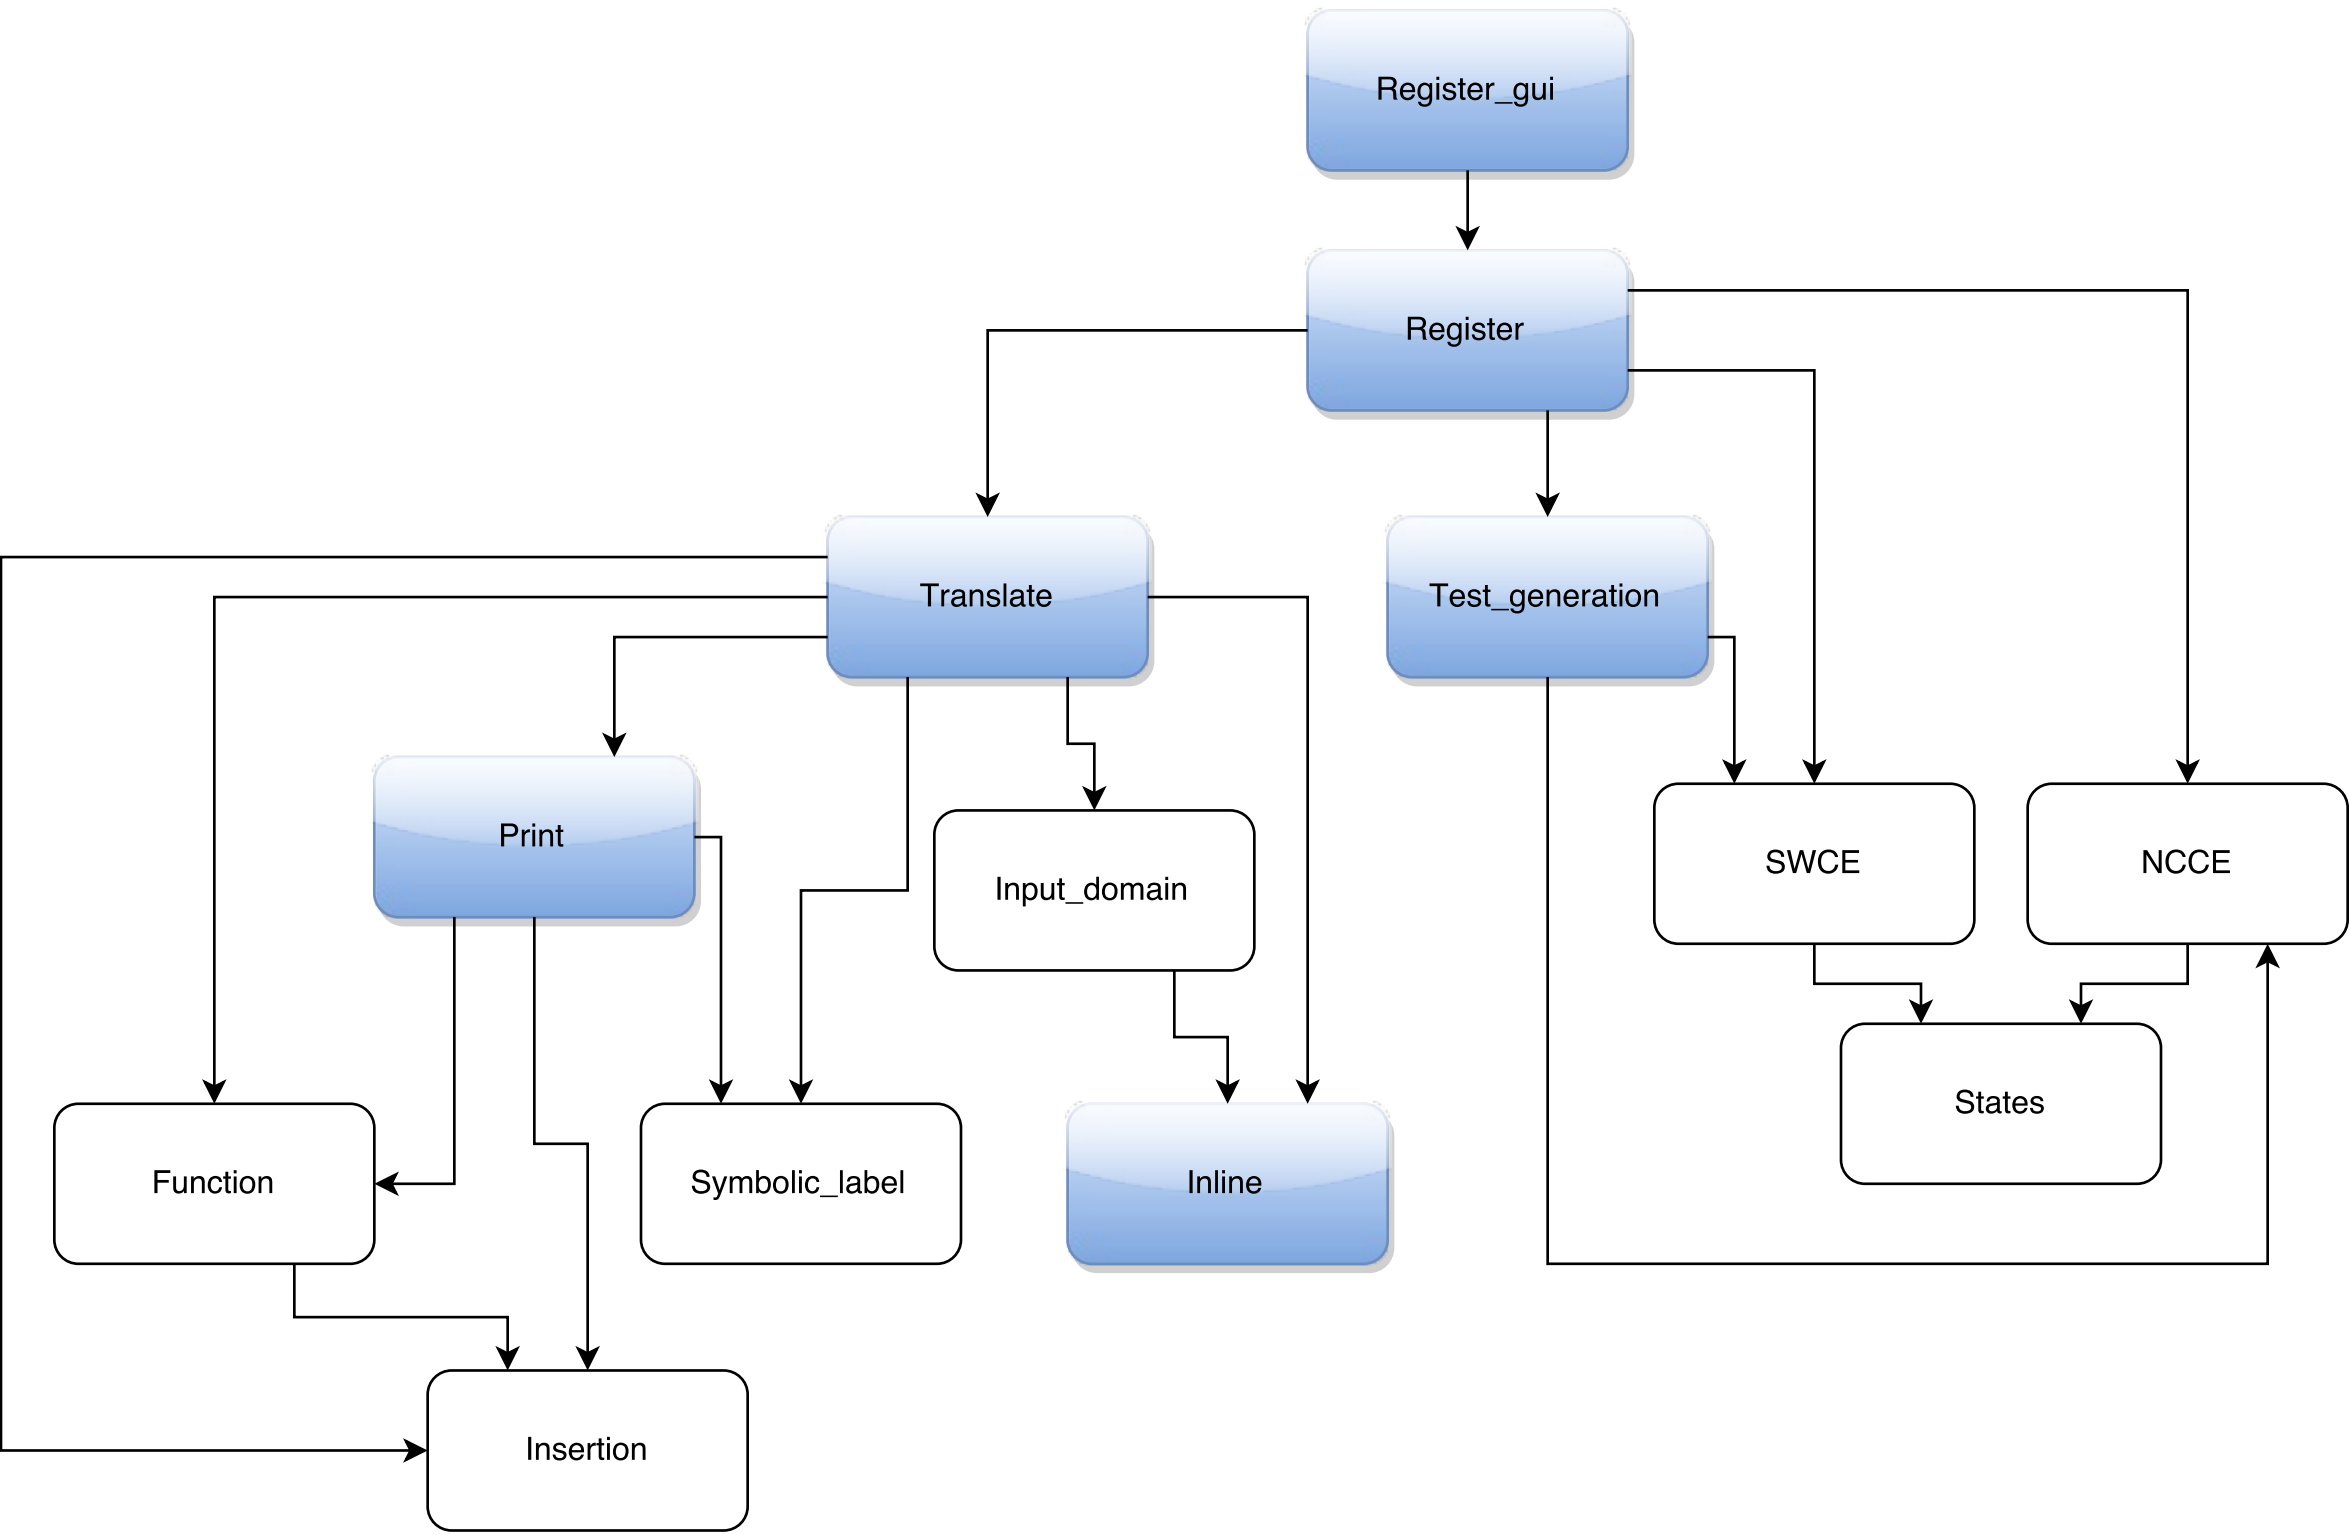 Register_gui
Register
Translate
Test_generation
Print
Input_domain
SWCE
NCCE
States
Function
Symbolic_label
Inline
Insertion